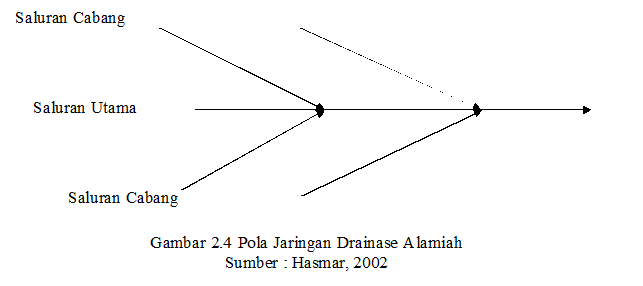 Saluran Cabang
Saluran Utama
Saluran Cabang
Gambar 2.4 Pola Jaringan Drainase Alamiah
Sumber : Hasmar, 2002